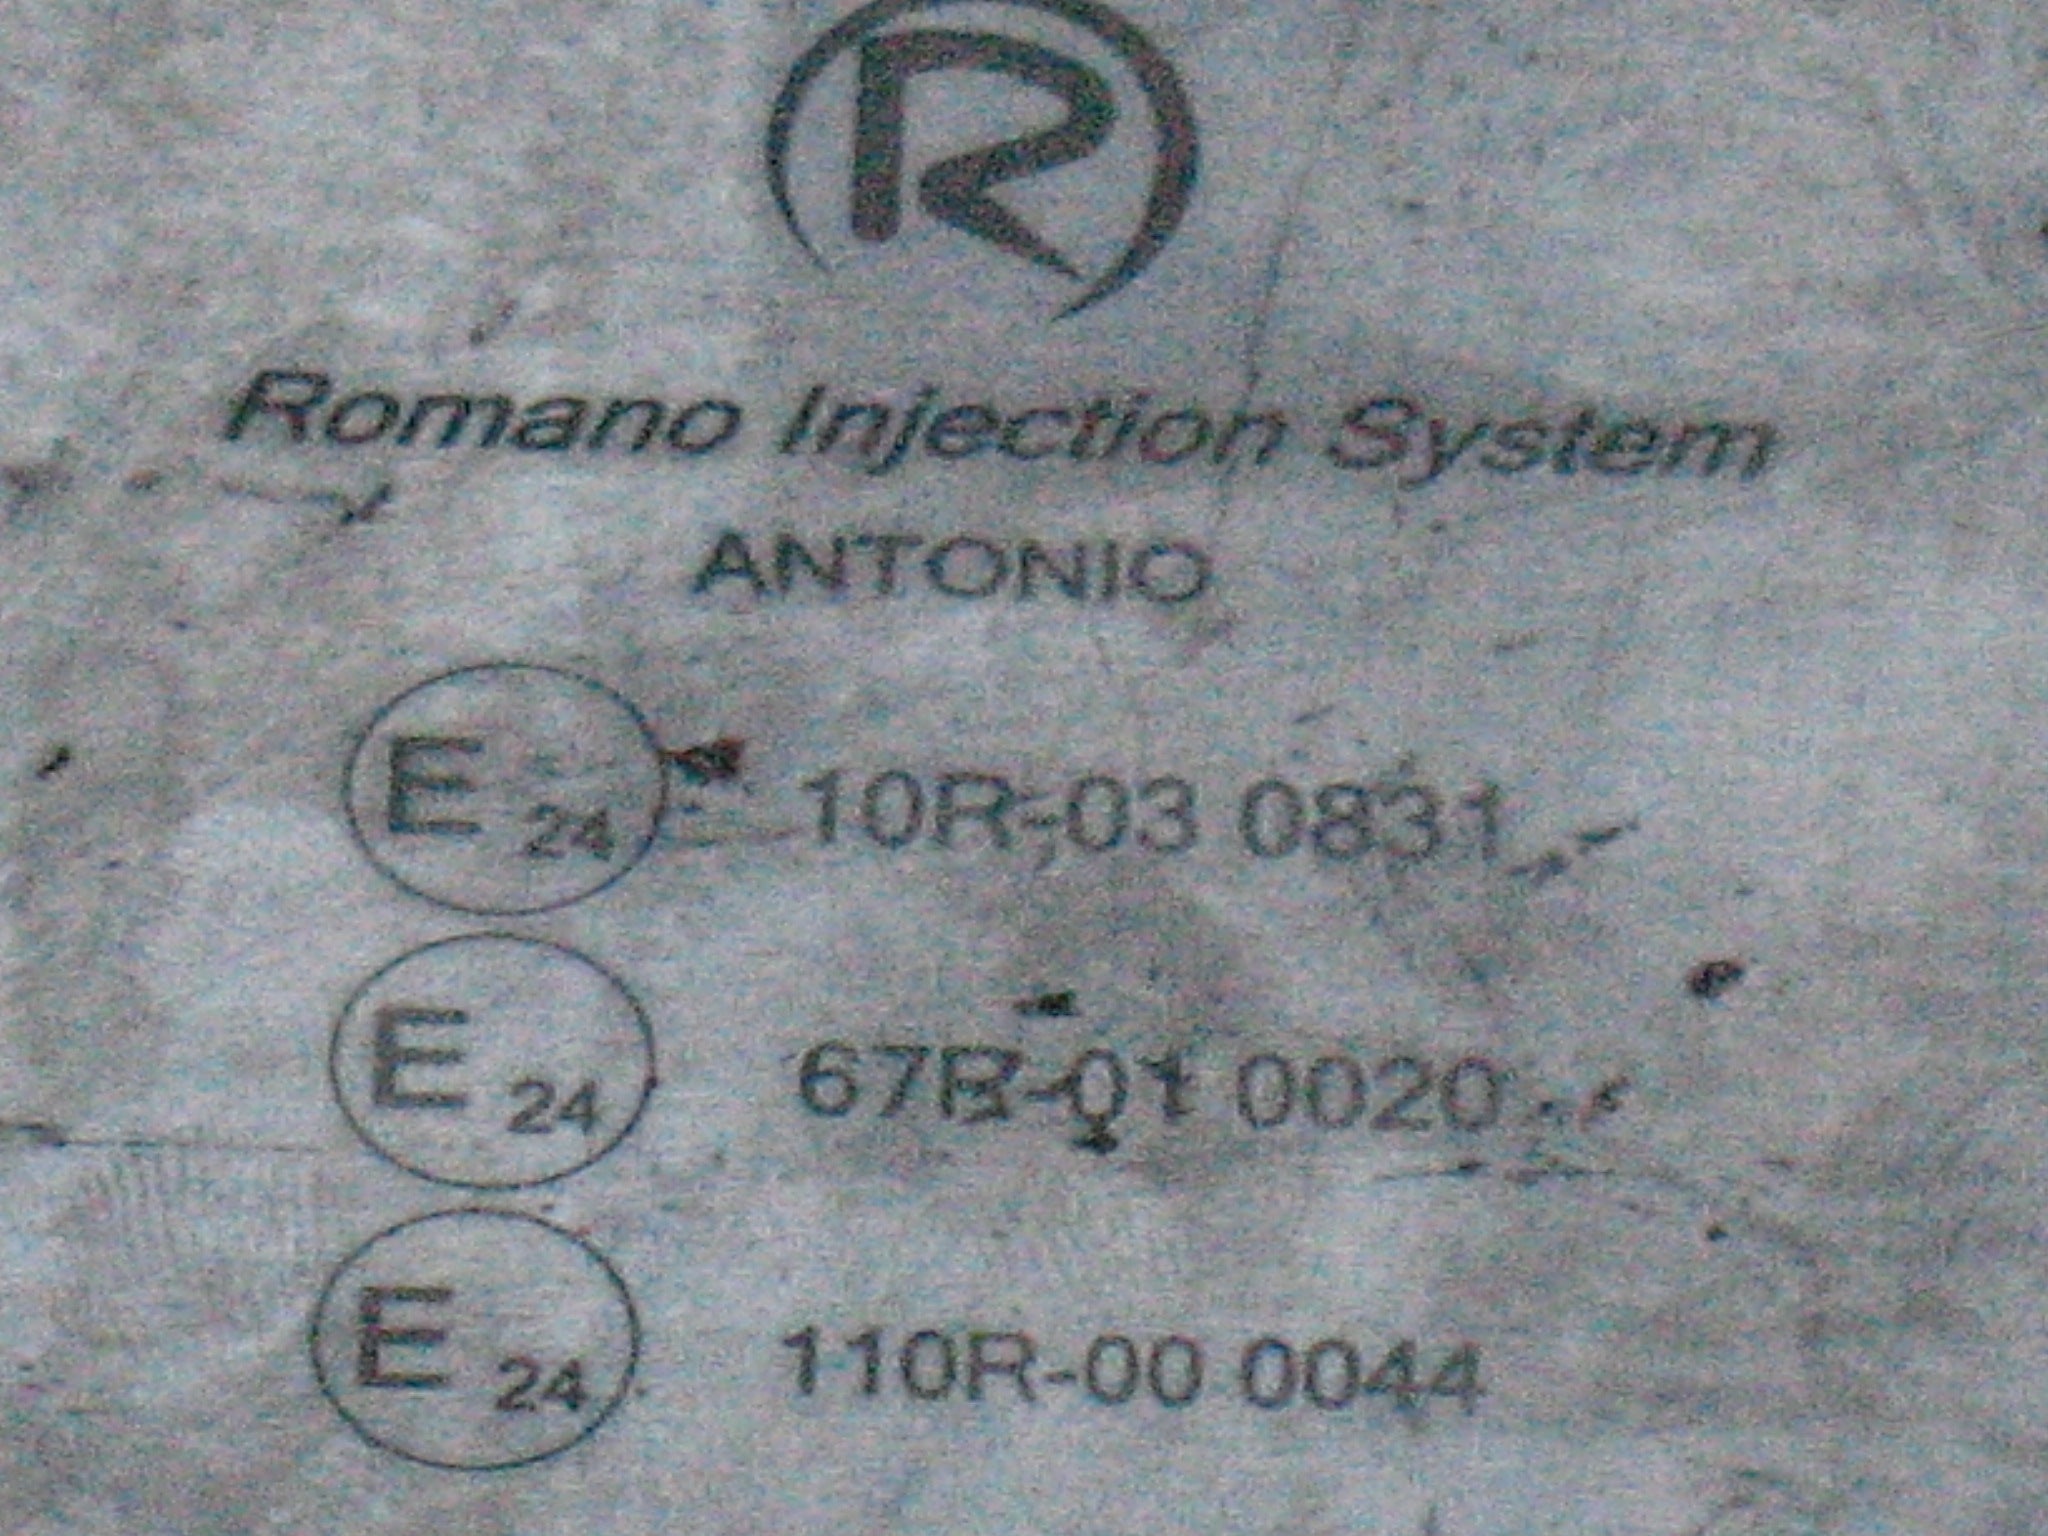 R
Romano Injection System
ANTONIO
E 24 10R-03 0831
E 24 67R-01 0020
E 24 110R-00 0044